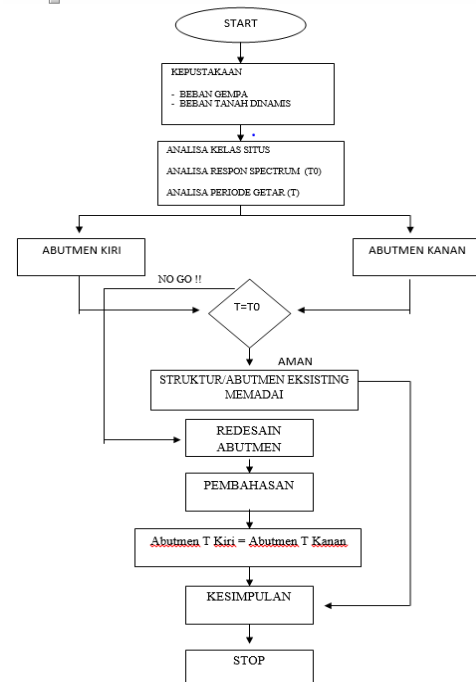 START
KEPUSTAKAAN
- BEBAN GEMPA
- BEBAN TANAH DINAMIS
ANALISA KELAS SITUS
ANALISA RESPON SPECTRUM (T0)
ANALISA PERIODE GETAR (T)
ABUTMEN KIRI
ABUTMEN KANAN
NO GO !!
T=T0
AMAN
STRUKTUR/ABUTMEN EKSISTING
MEMADAI
REDESAIN
ABUTMEN
PEMBAHASAN
Abutmen T Kiri = Abutmen T Kanan
KESIMPULAN
STOP